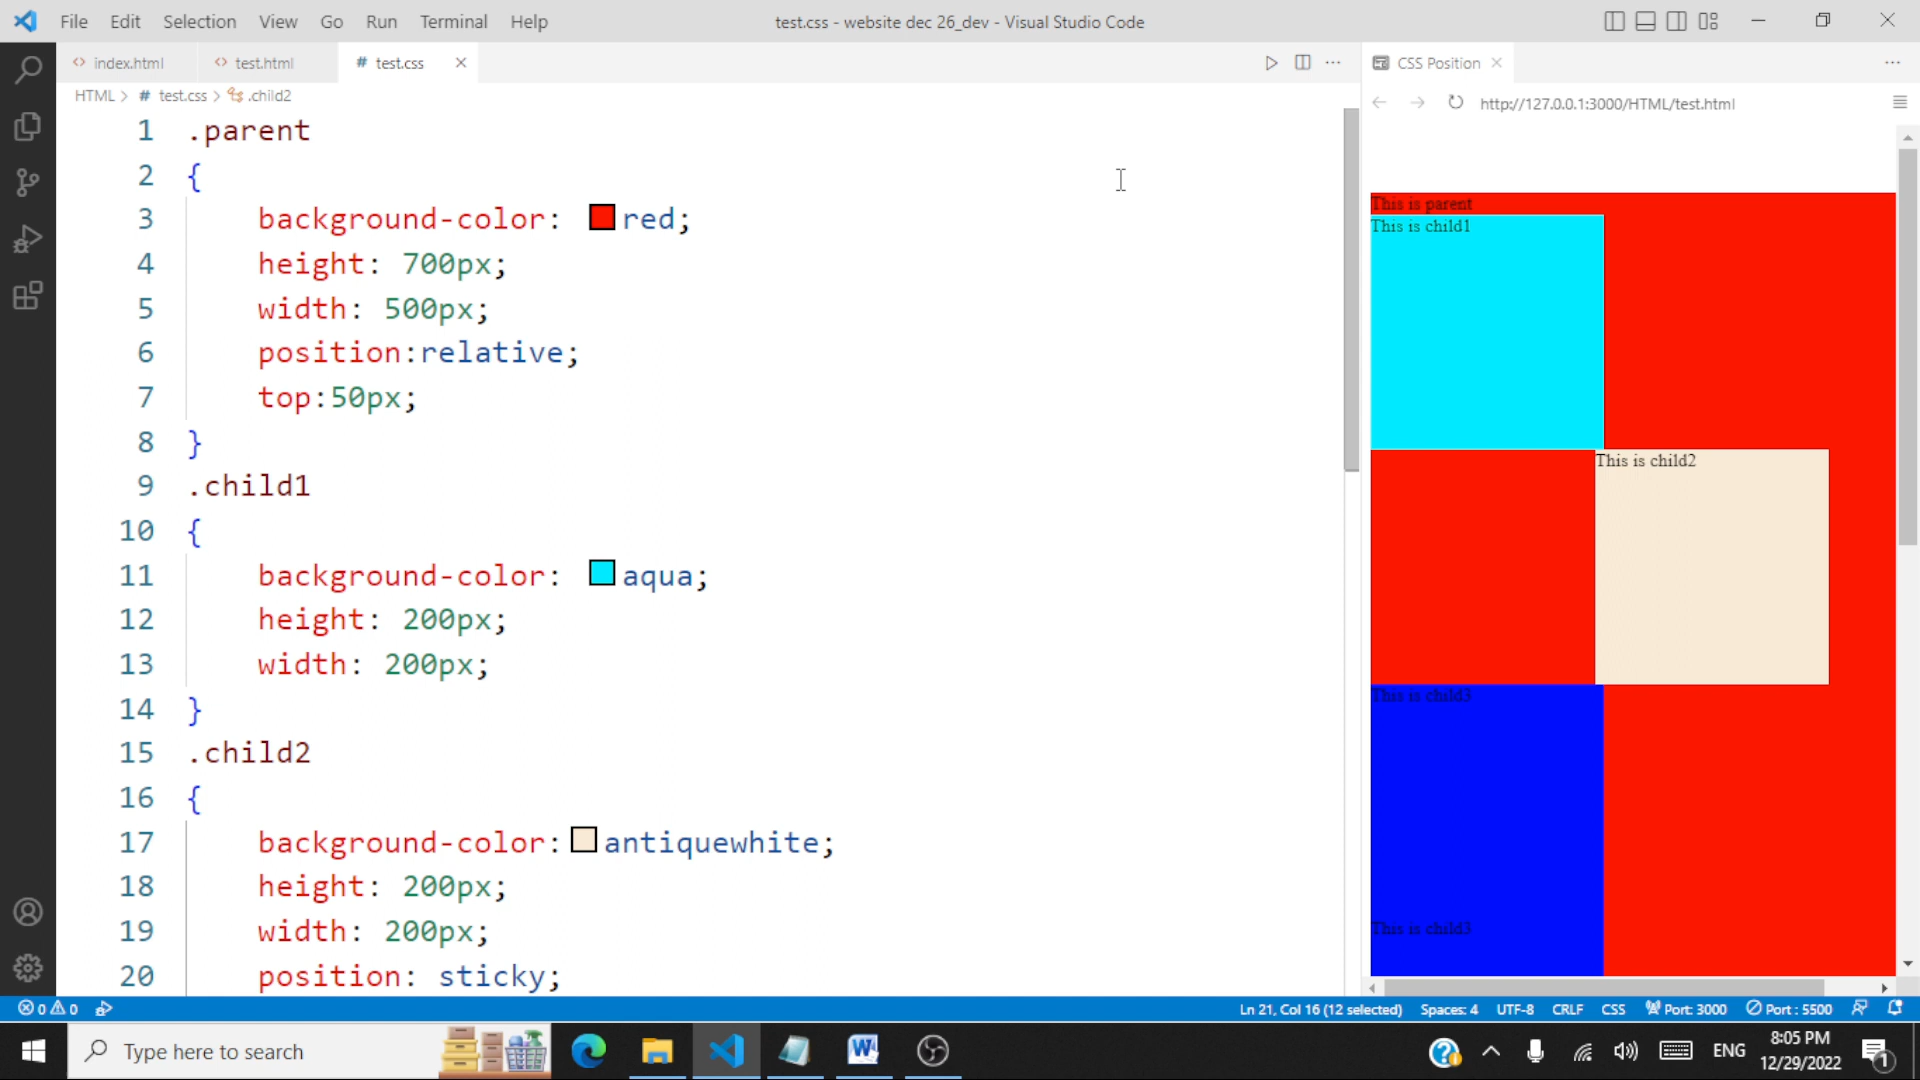 File Edit Selection View Go Run Terminal Help
test.css - website dec 26_dev - Visual Studio Code
<> index.html <> test.html # test.css
CSS Position
HTML > # test.css > .child2
http://127.0.0.1:3000/HTML/test.html
1 .parent
2 {
3 background-color: red;
4 height: 700px;
5 width: 500px;
6 position:relative;
7 top:50px;
8 }
9 .child1
10 {
11 background-color: aqua;
12 height: 200px;
13 width: 200px;
14 }
15 .child2
16 {
17 background-color: antiquewhite;
18 height: 200px;
19 width: 200px;
20 position: sticky;
This is parent
This is child1
This is child2
This is child3
This is child3
0 0
Ln 21, Col 16 (12 selected) Spaces: 4 UTF-8 CRLF CSS Port: 3000 Port : 5500
Type here to search
ENG
8:05 PM
12/29/2022
1